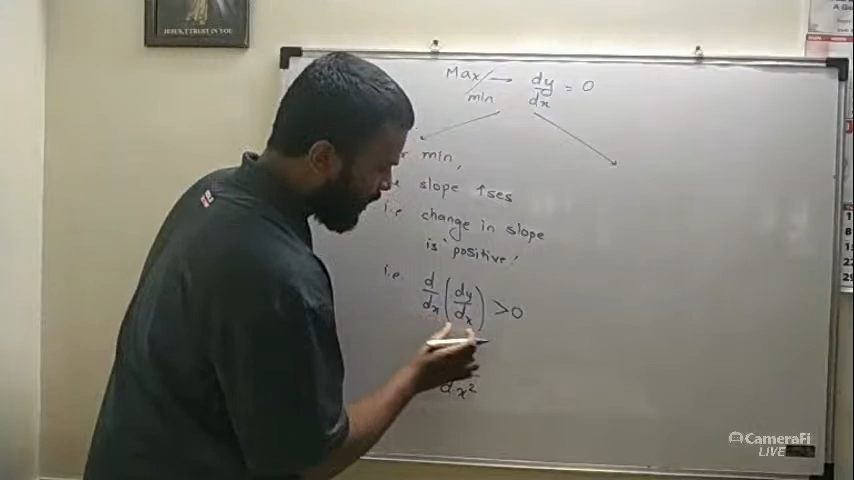 JESUS, I TRUST IN YOU
Max/min → dy/dx = 0
min,
slope ↑ses
i.e change in slope
is positive!
i.e. d/dx (dy/dx) > 0
dx²
CameraFi
LIVE